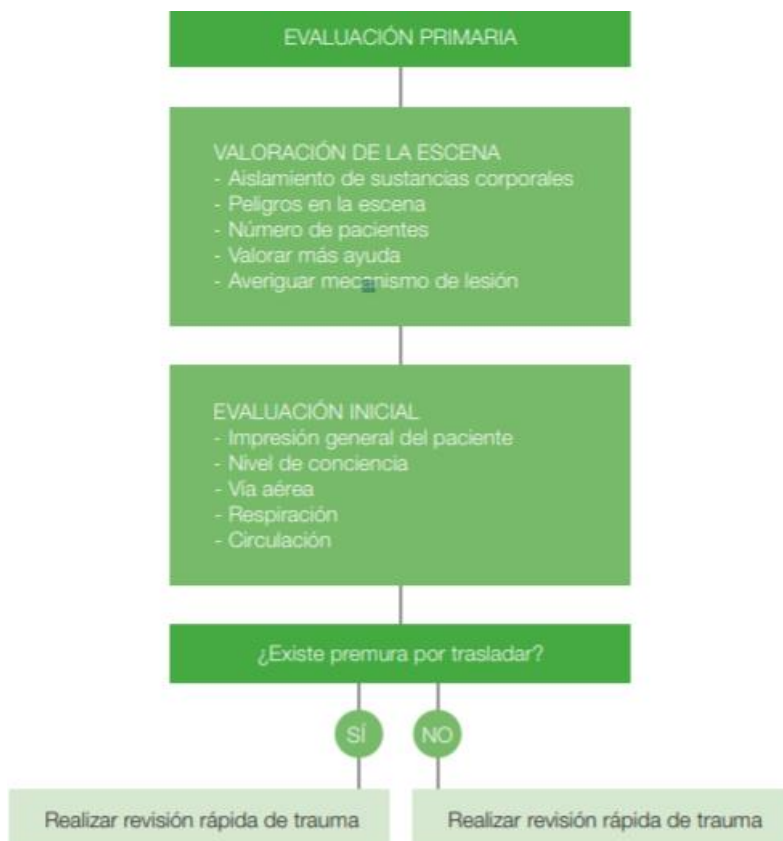 EVALUACIÓN PRIMARIA
VALORACIÓN DE LA ESCENA
- Aislamiento de sustancias corporales
- Peligros en la escena
- Número de pacientes
- Valorar más ayuda
- Averiguar mecanismo de lesión
EVALUACIÓN INICIAL
- Impresión general del paciente
- Nivel de conciencia
- Vía aérea
- Respiración
- Circulación
¿Existe premura por trasladar?
SÍ
NO
Realizar revisión rápida de trauma
Realizar revisión rápida de trauma